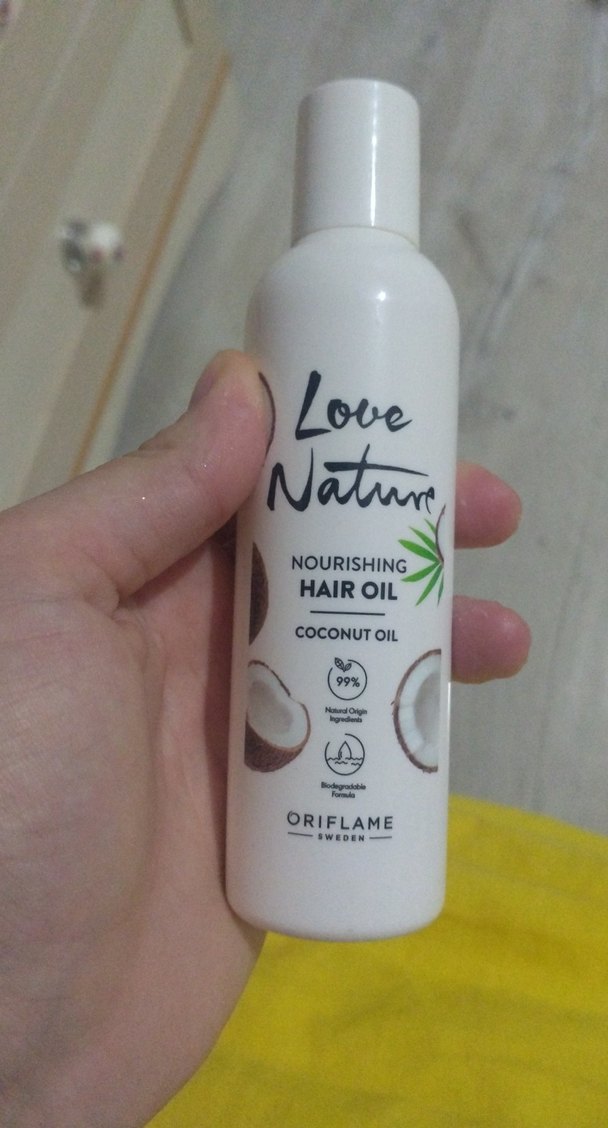 Love
Nature
NOURISHING
HAIR OIL
COCONUT OIL
99%
Natural Origin
Ingredients
Biodegradable
Formula
ORIFLAME
SWEDEN